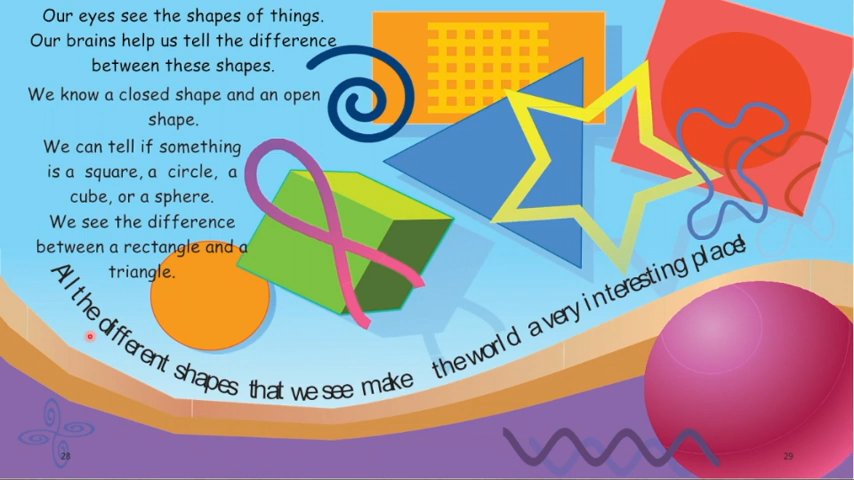 Our eyes see the shapes of things.
Our brains help us tell the difference
between these shapes.
We know a closed shape and an open
shape.
We can tell if something
is a square, a circle, a
cube, or a sphere.
We see the difference
between a rectangle and a
triangle.
All the different shapes that we see make the world a very interesting place!
28
29